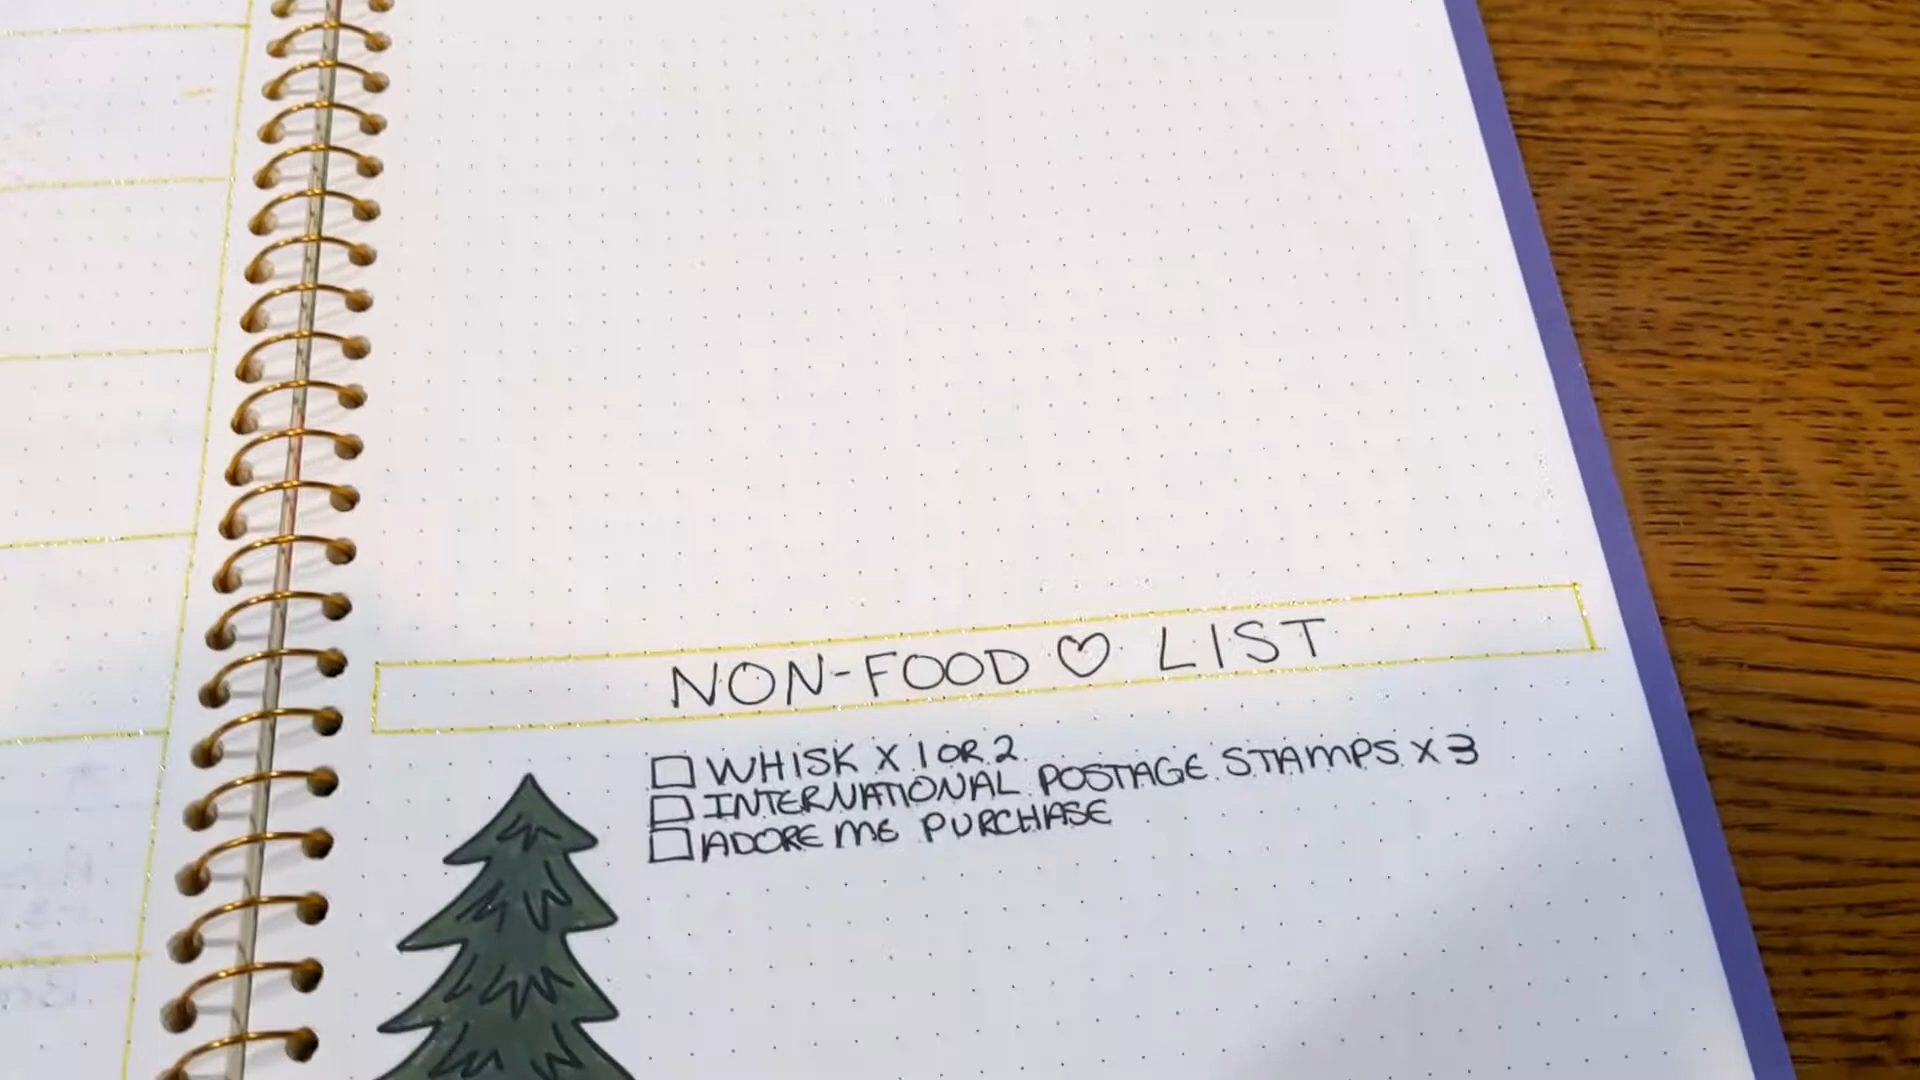 NON-FOOD ♡ LIST
WHISK X 1 OR 2
INTERNATIONAL POSTAGE STAMPS X 3
ADORE ME PURCHASE